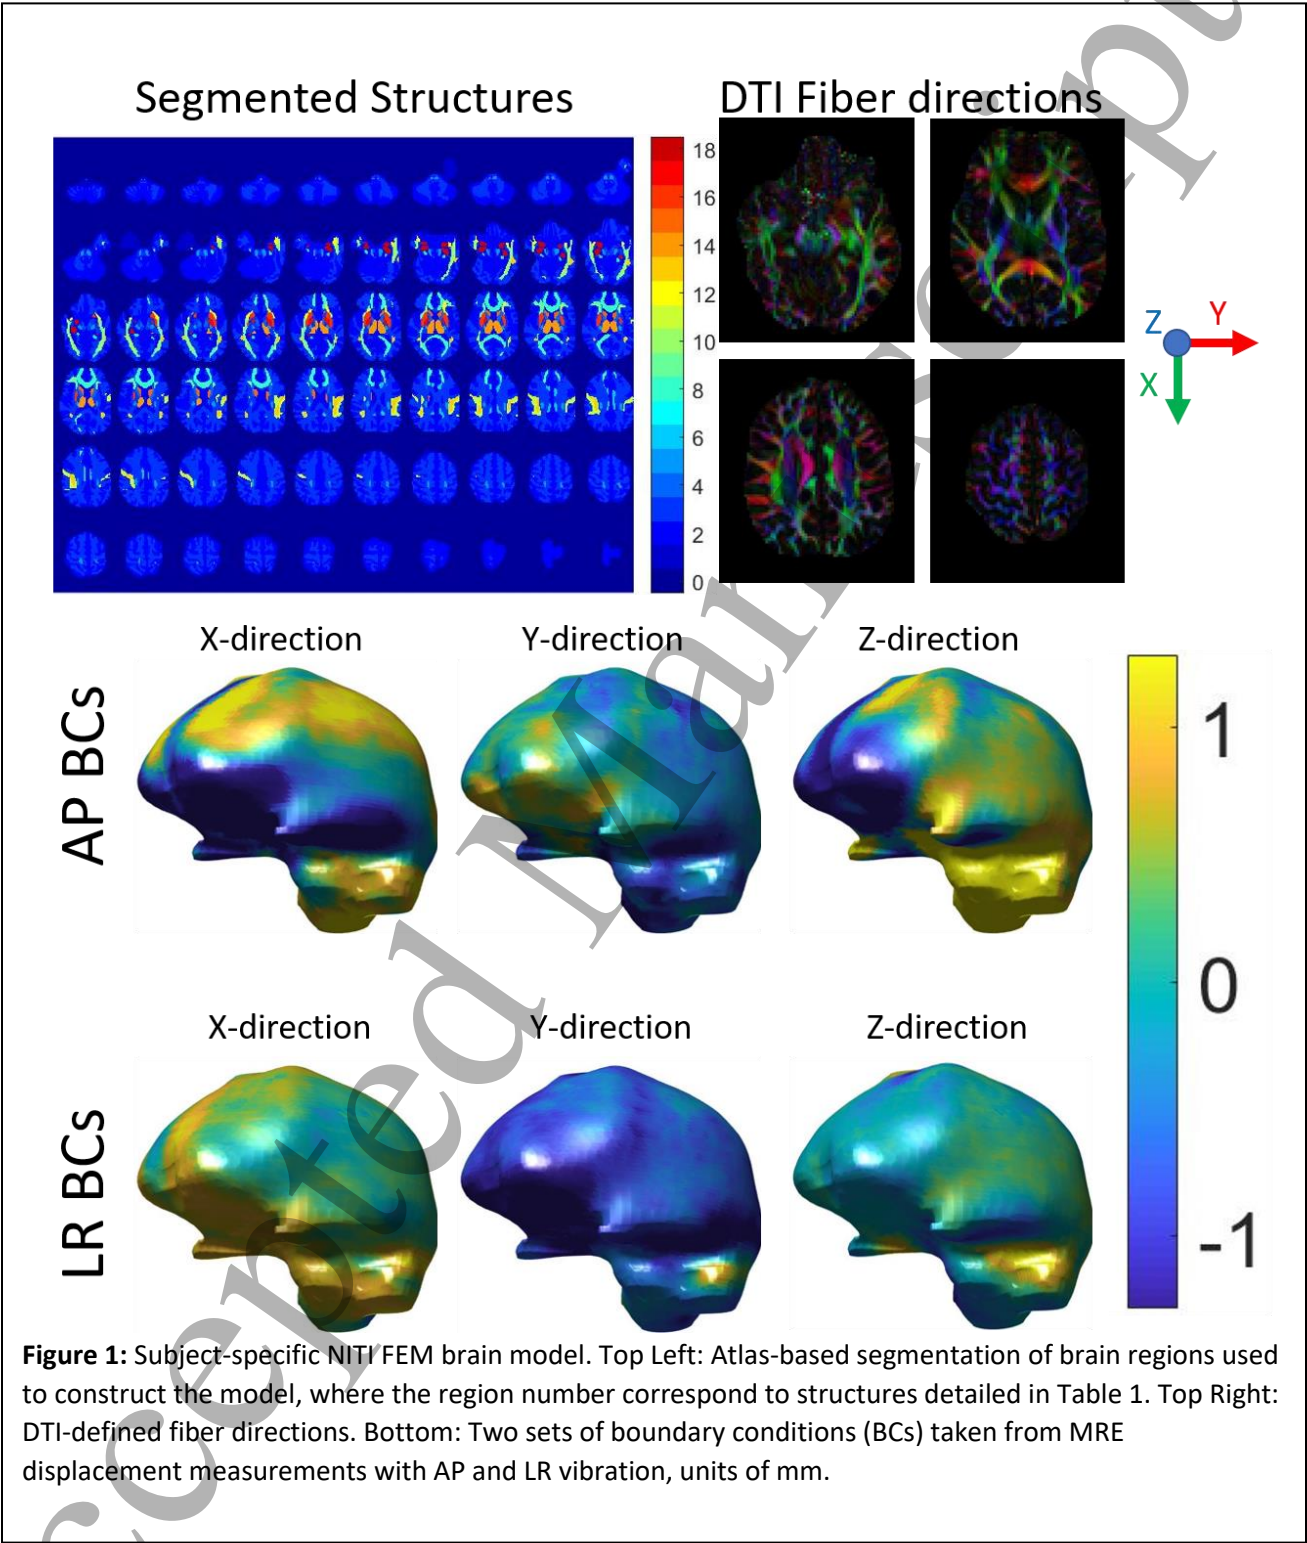 Segmented Structures
DTI Fiber directions
18
16
14
12
10
8
6
4
2
0
Z
Y
X
X-direction
Y-direction
Z-direction
AP BCs
1
0
-1
X-direction
Y-direction
Z-direction
LR BCs
Figure 1: Subject-specific NITI FEM brain model. Top Left: Atlas-based segmentation of brain regions used
to construct the model, where the region number correspond to structures detailed in Table 1. Top Right:
DTI-defined fiber directions. Bottom: Two sets of boundary conditions (BCs) taken from MRE
displacement measurements with AP and LR vibration, units of mm.